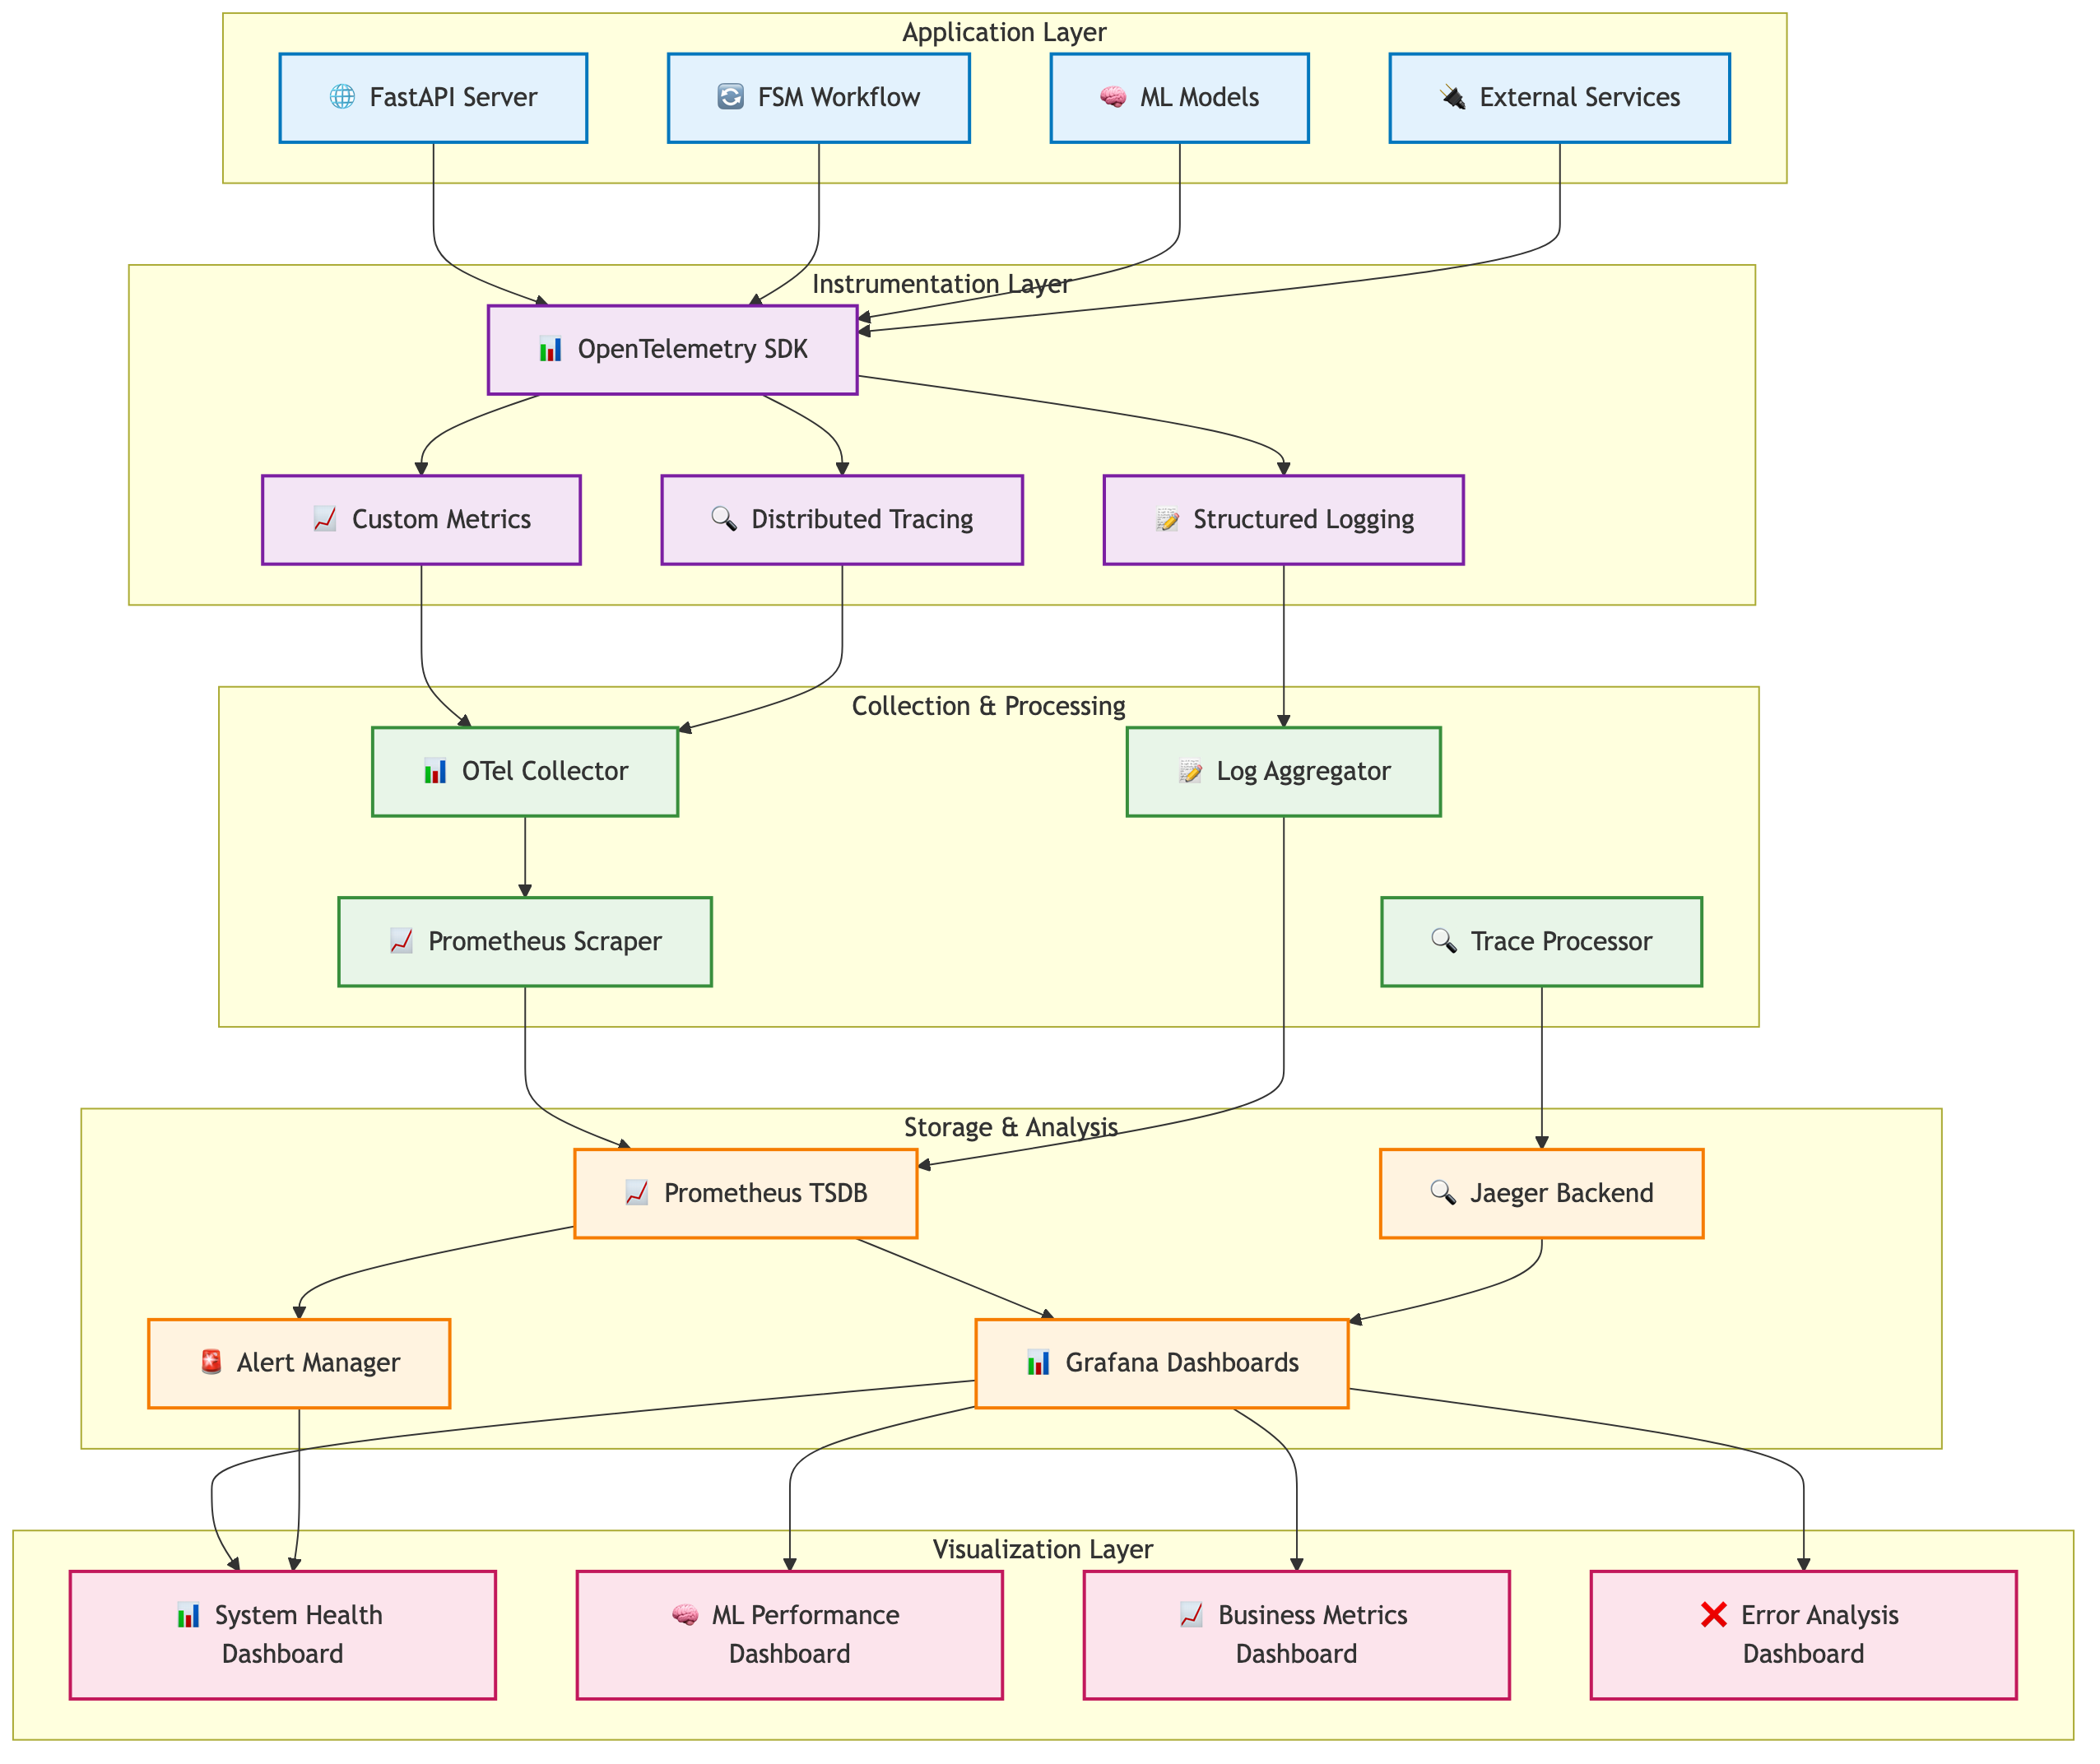 Application Layer
🌐 FastAPI Server
🔄 FSM Workflow
🧠 ML Models
🔌 External Services
Instrumentation Layer
📊 OpenTelemetry SDK
📈 Custom Metrics
🔍 Distributed Tracing
📝 Structured Logging
Collection & Processing
📊 OTel Collector
📝 Log Aggregator
📈 Prometheus Scraper
🔍 Trace Processor
Storage & Analysis
📈 Prometheus TSDB
🔍 Jaeger Backend
🚨 Alert Manager
📊 Grafana Dashboards
Visualization Layer
📊 System Health
Dashboard
🧠 ML Performance
Dashboard
📈 Business Metrics
Dashboard
❌ Error Analysis
Dashboard